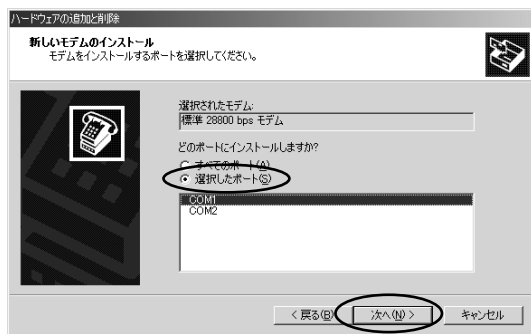 ハードウェアの追加と削除
新しいモデムのインストール
モデムをインストールするポートを選択してください。
選択されたモデム:
標準 28800 bps モデム
どのポートにインストールしますか?
すべてのポート(A)
選択したポート(S)
COM1
COM2
< 戻る(B)
次へ(N) >
キャンセル